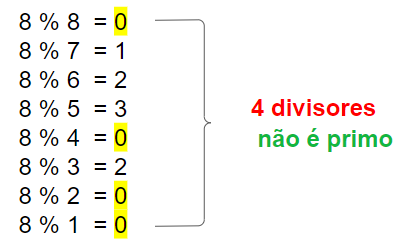 8 % 8 = 0
8 % 7 = 1
8 % 6 = 2
8 % 5 = 3
8 % 4 = 0
8 % 3 = 2
8 % 2 = 0
8 % 1 = 0
4 divisores
não é primo